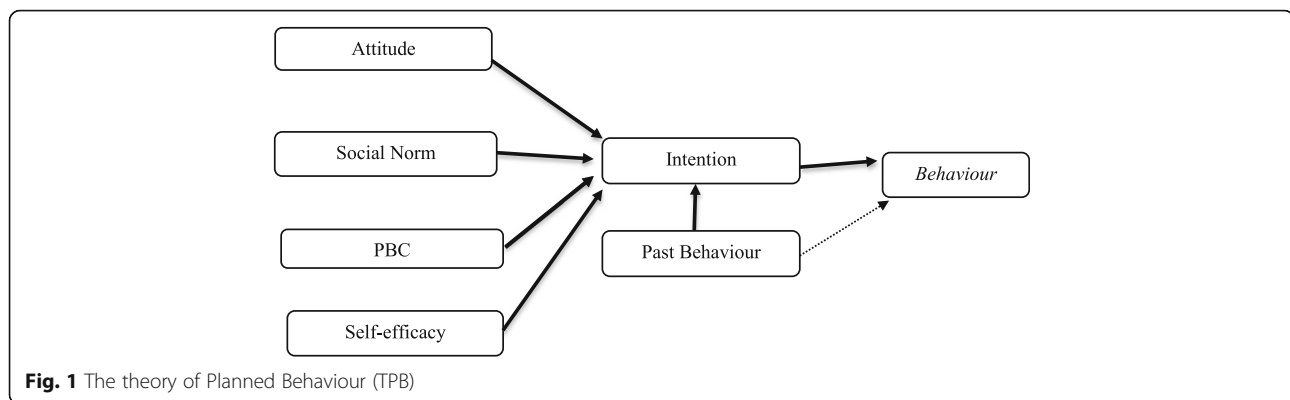 Attitude
Social Norm
Intention
Behaviour
PBC
Past Behaviour
Self-efficacy
Fig. 1 The theory of Planned Behaviour (TPB)